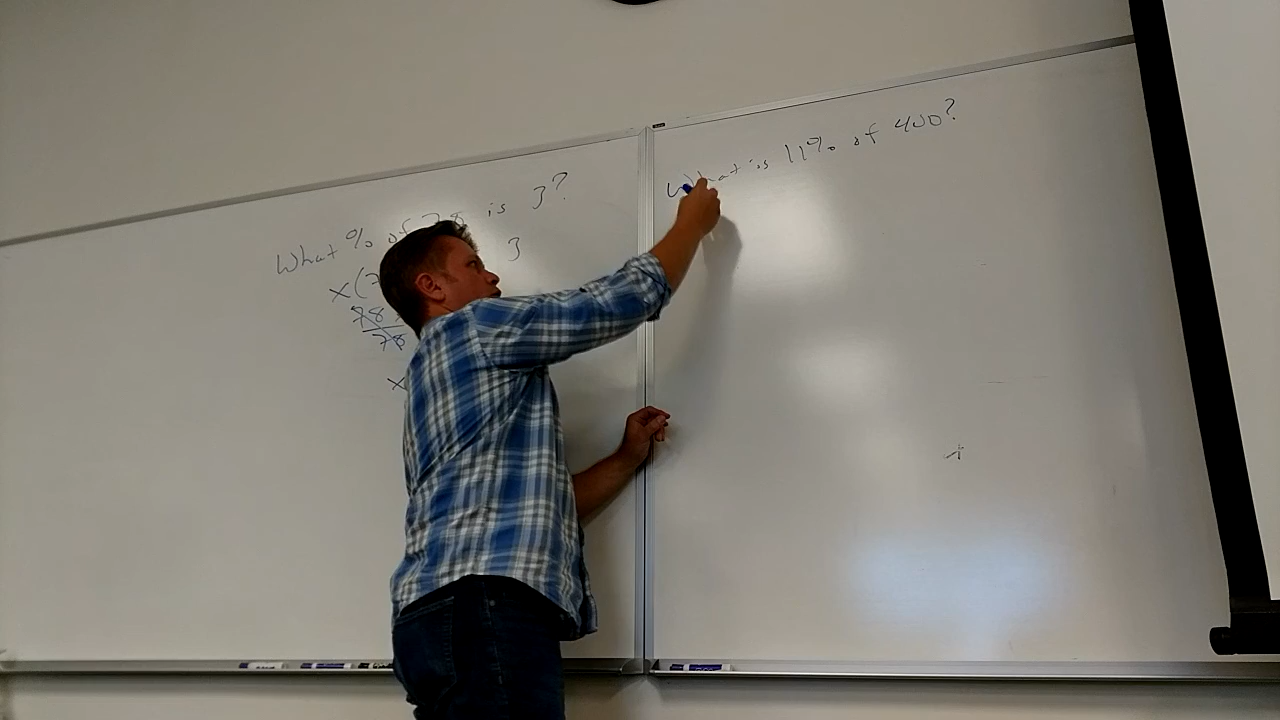 What % of 78 is 3?
x(7 3
78
78
x
What is 11% of 400?